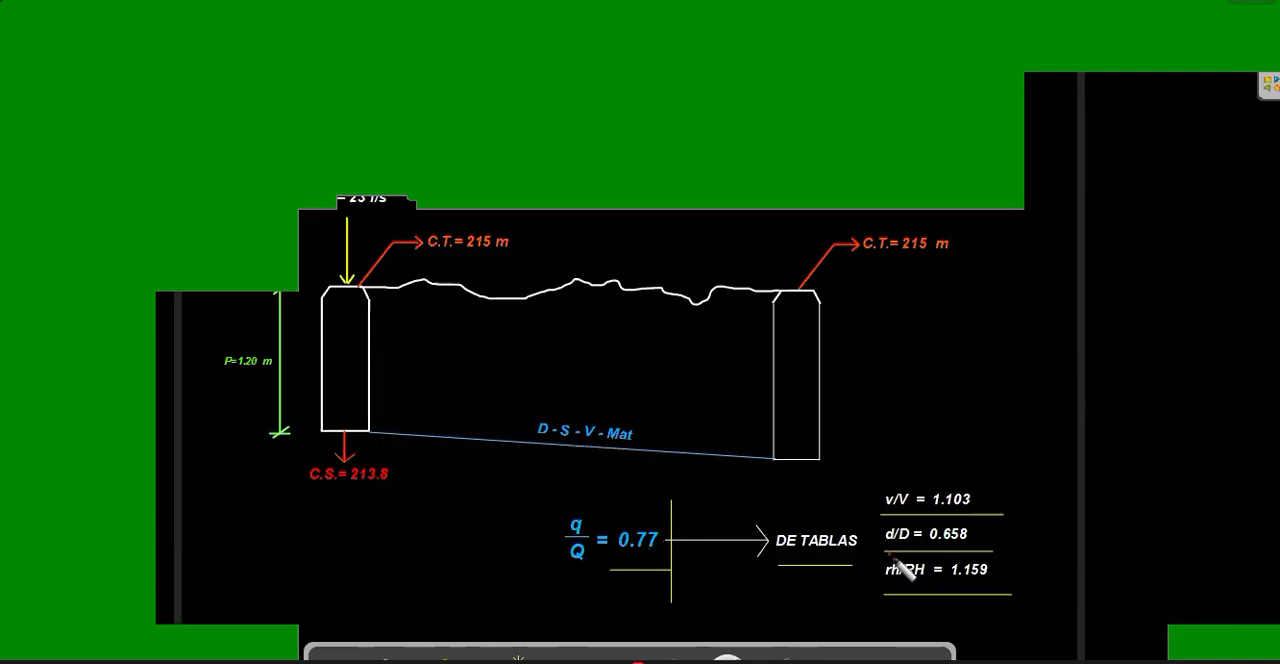 = 23 l/s
C.T.= 215 m
C.T.= 215 m
P=1.20 m
D - S - V - Mat
C.S.= 213.8
v/V = 1.103
q/Q = 0.77
DE TABLAS
d/D = 0.658
rh/RH = 1.159